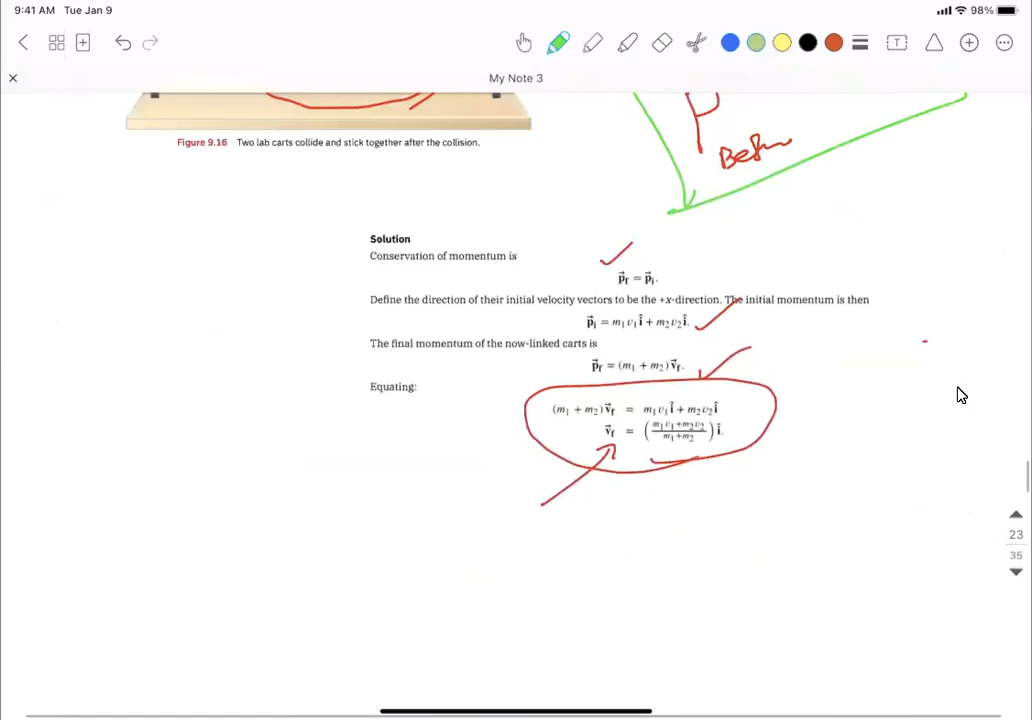 9:41 AM Tue Jan 9
98%
My Note 3
Figure 9.16 Two lab carts collide and stick together after the collision.
P
Solution
Conservation of momentum is
p⃗f = p⃗i.
Define the direction of their initial velocity vectors to be the +x-direction. The initial momentum is then
p⃗i = m1v1î + m2v2î.
The final momentum of the now-linked carts is
p⃗f = (m1 + m2)v⃗f.
Equating:
(m1 + m2)v⃗f = m1v1î + m2v2î
v⃗f = (m1v1+m2v2 / m1+m2) î.
23
35